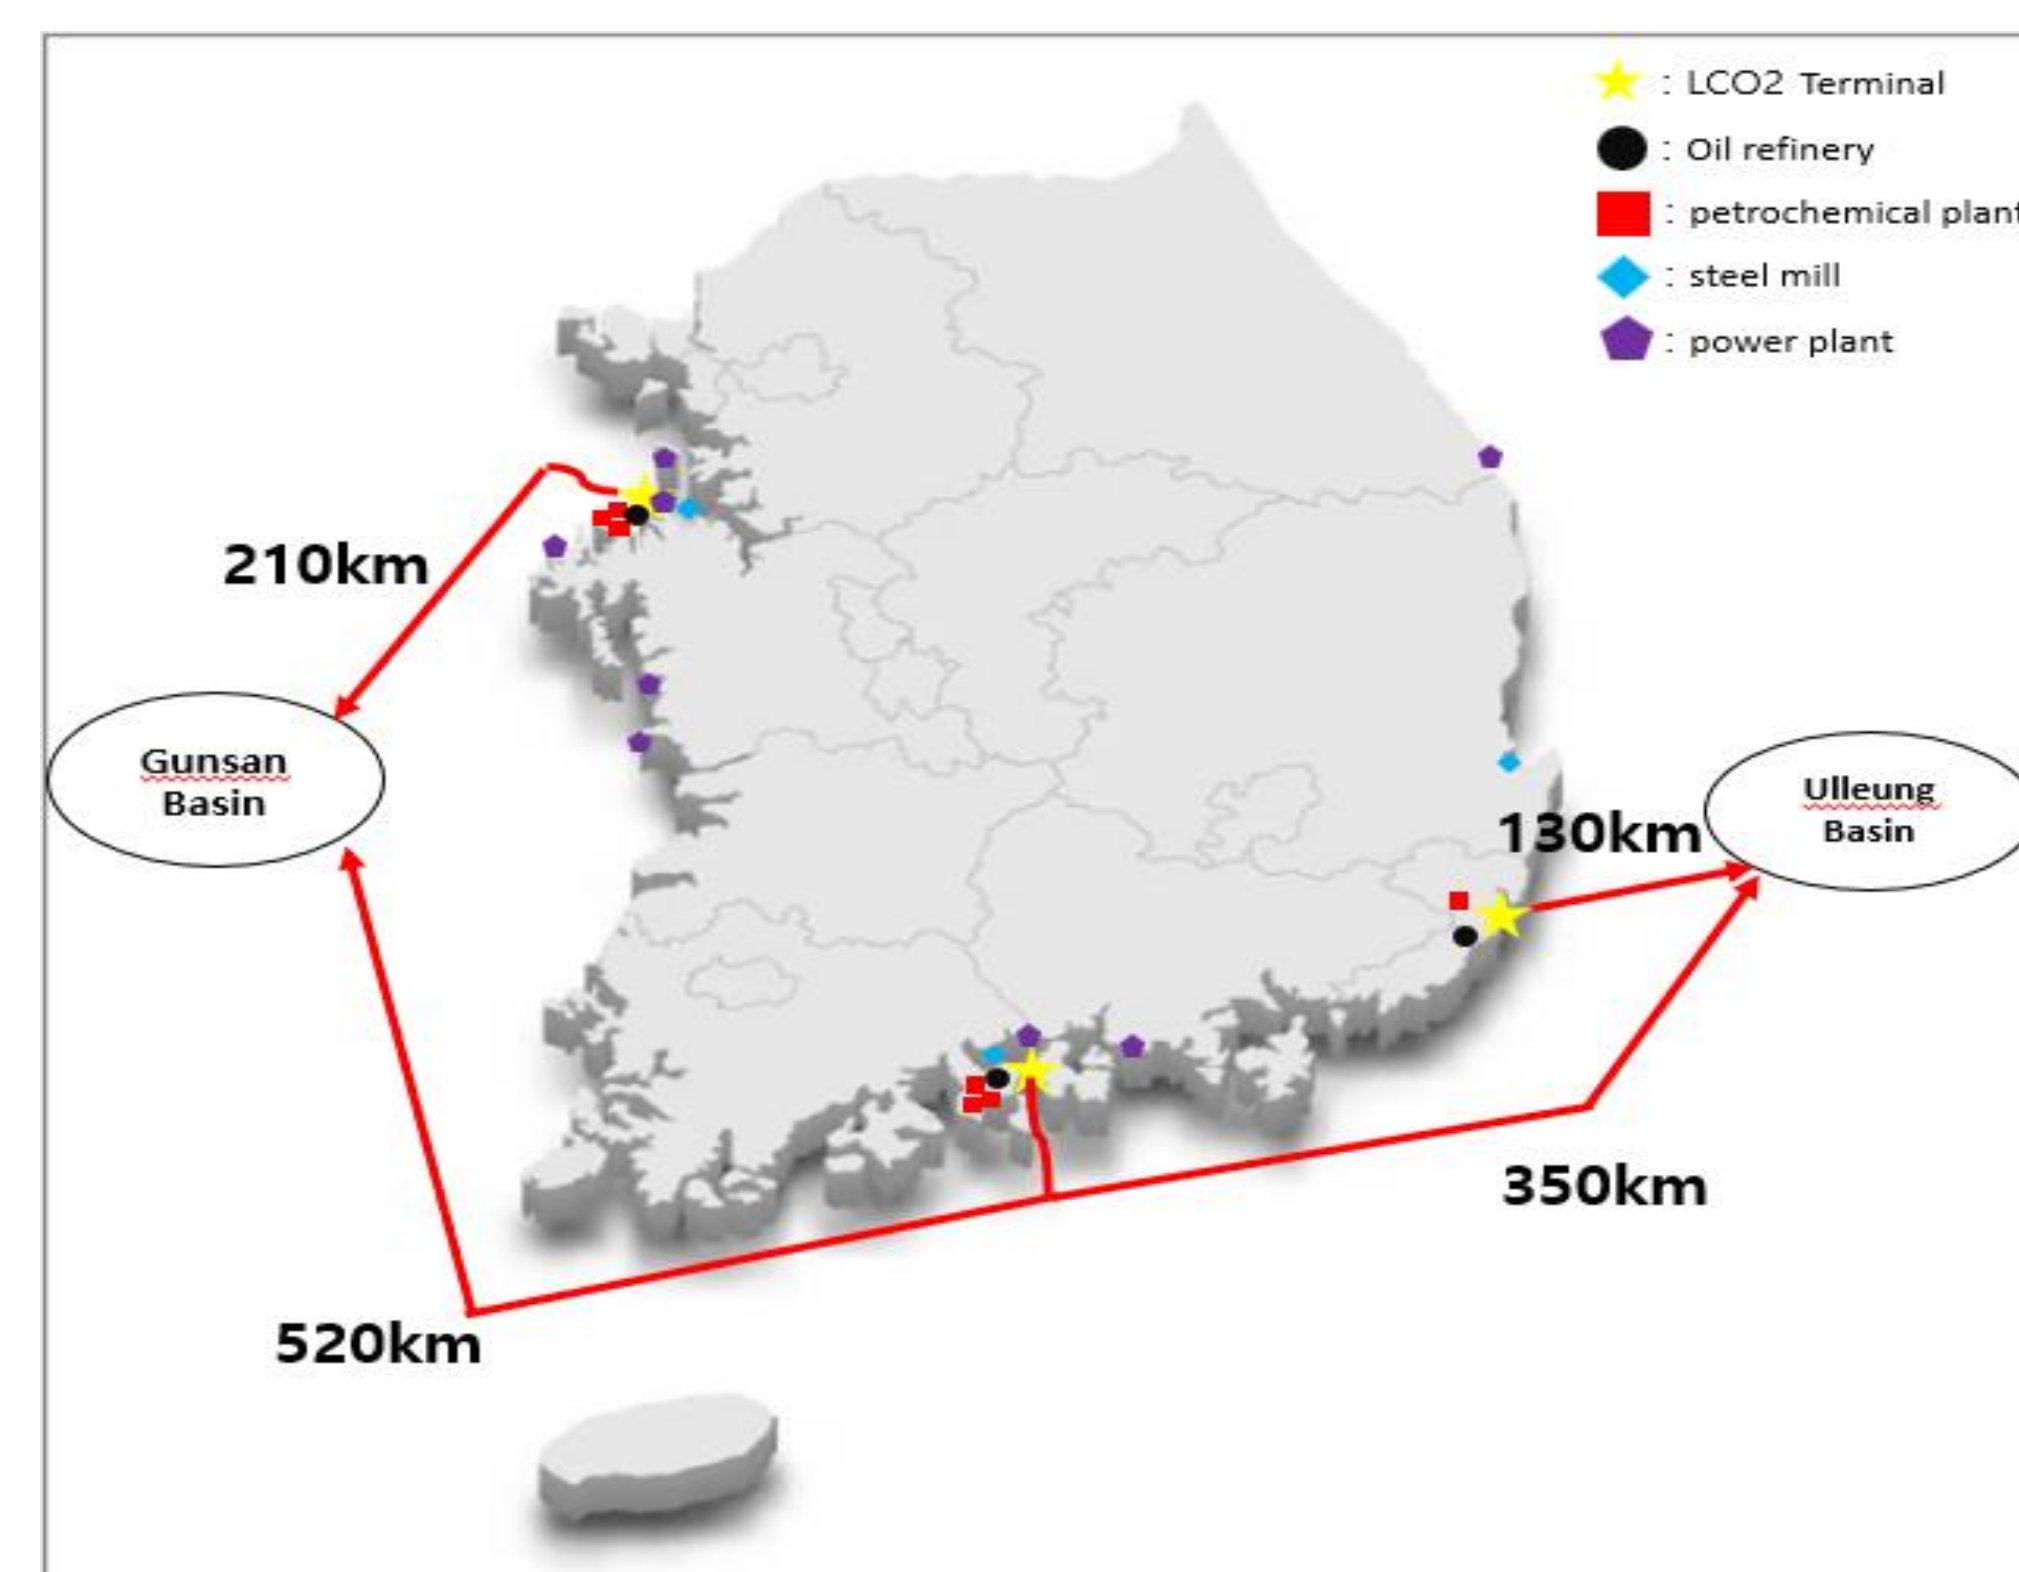 : LCO2 Terminal
: Oil refinery
: petrochemical plant
: steel mill
: power plant
210km
Gunsan
Basin
Ulleung
Basin
130km
350km
520km